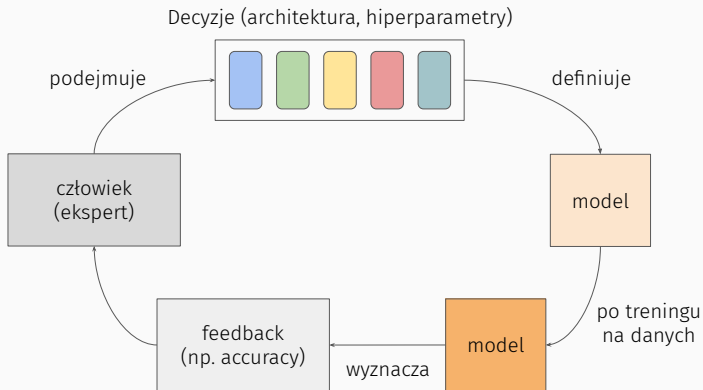 Decyzje (architektura, hiperparametry)
podejmuje
definiuje
człowiek
(ekspert)
model
po treningu
na danych
feedback
(np. accuracy)
wyznacza
model